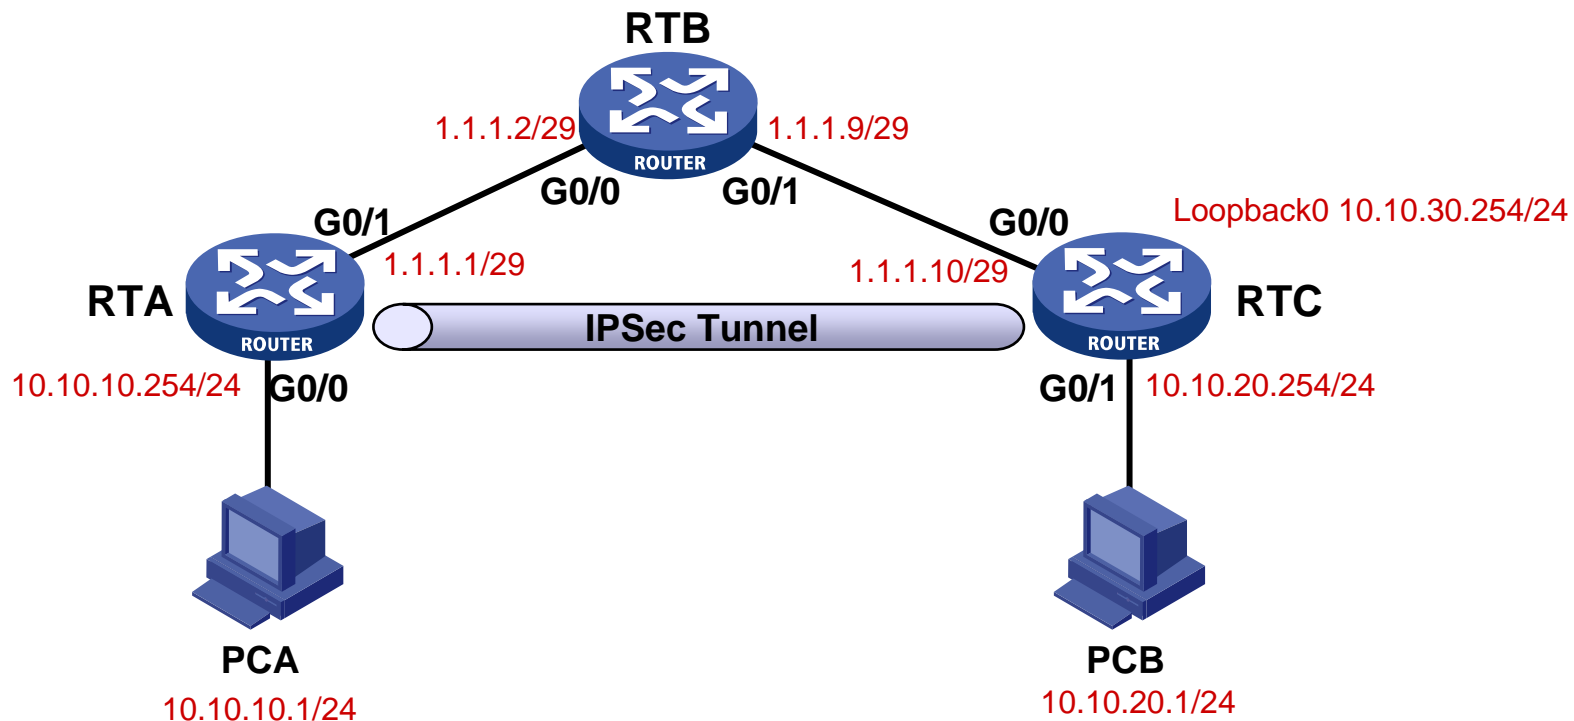 RTB
1.1.1.2/29
1.1.1.9/29
ROUTER
G0/0
G0/1
G0/1
G0/0
Loopback0 10.10.30.254/24
1.1.1.1/29
1.1.1.10/29
RTA
RTC
IPSec Tunnel
ROUTER
ROUTER
10.10.10.254/24
G0/0
G0/1
10.10.20.254/24
PCA
PCB
10.10.10.1/24
10.10.20.1/24